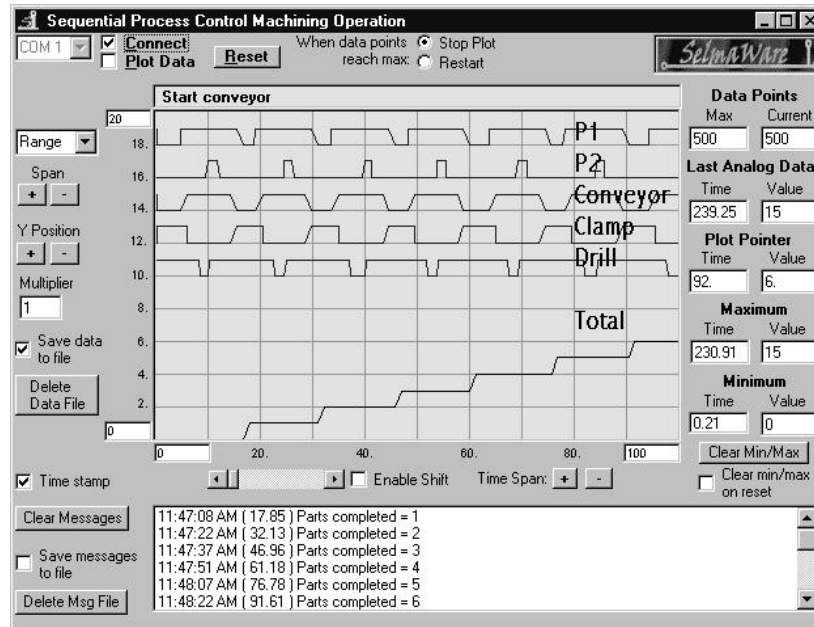 Sequential Process Control Machining Operation
COM 1
Connect
Plot Data
Reset
When data points reach max:
Stop Plot
Restart
SelmaWare
Start conveyor
20
18.
16.
14.
12.
10.
8.
6.
4.
2.
0
P1
P2
Conveyor
Clamp
Drill
Total
0
20.
40.
60.
80.
100
Range
Span
+ -
Y Position
+ -
Multiplier
1
Save data
to file
Delete
Data File
Data Points
Max Current
500 500
Last Analog Data
Time Value
239.25 15
Plot Pointer
Time Value
92. 6.
Maximum
Time Value
230.91 15
Minimum
Time Value
0.21 0
Clear Min/Max
Clear min/max
on reset
Time stamp
Enable Shift
Time Span: + -
Clear Messages
Save messages
to file
Delete Msg File
11:47:08 AM ( 17.85 ) Parts completed = 1
11:47:22 AM ( 32.13 ) Parts completed = 2
11:47:37 AM ( 46.96 ) Parts completed = 3
11:47:51 AM ( 61.18 ) Parts completed = 4
11:48:07 AM ( 76.78 ) Parts completed = 5
11:48:22 AM ( 91.61 ) Parts completed = 6